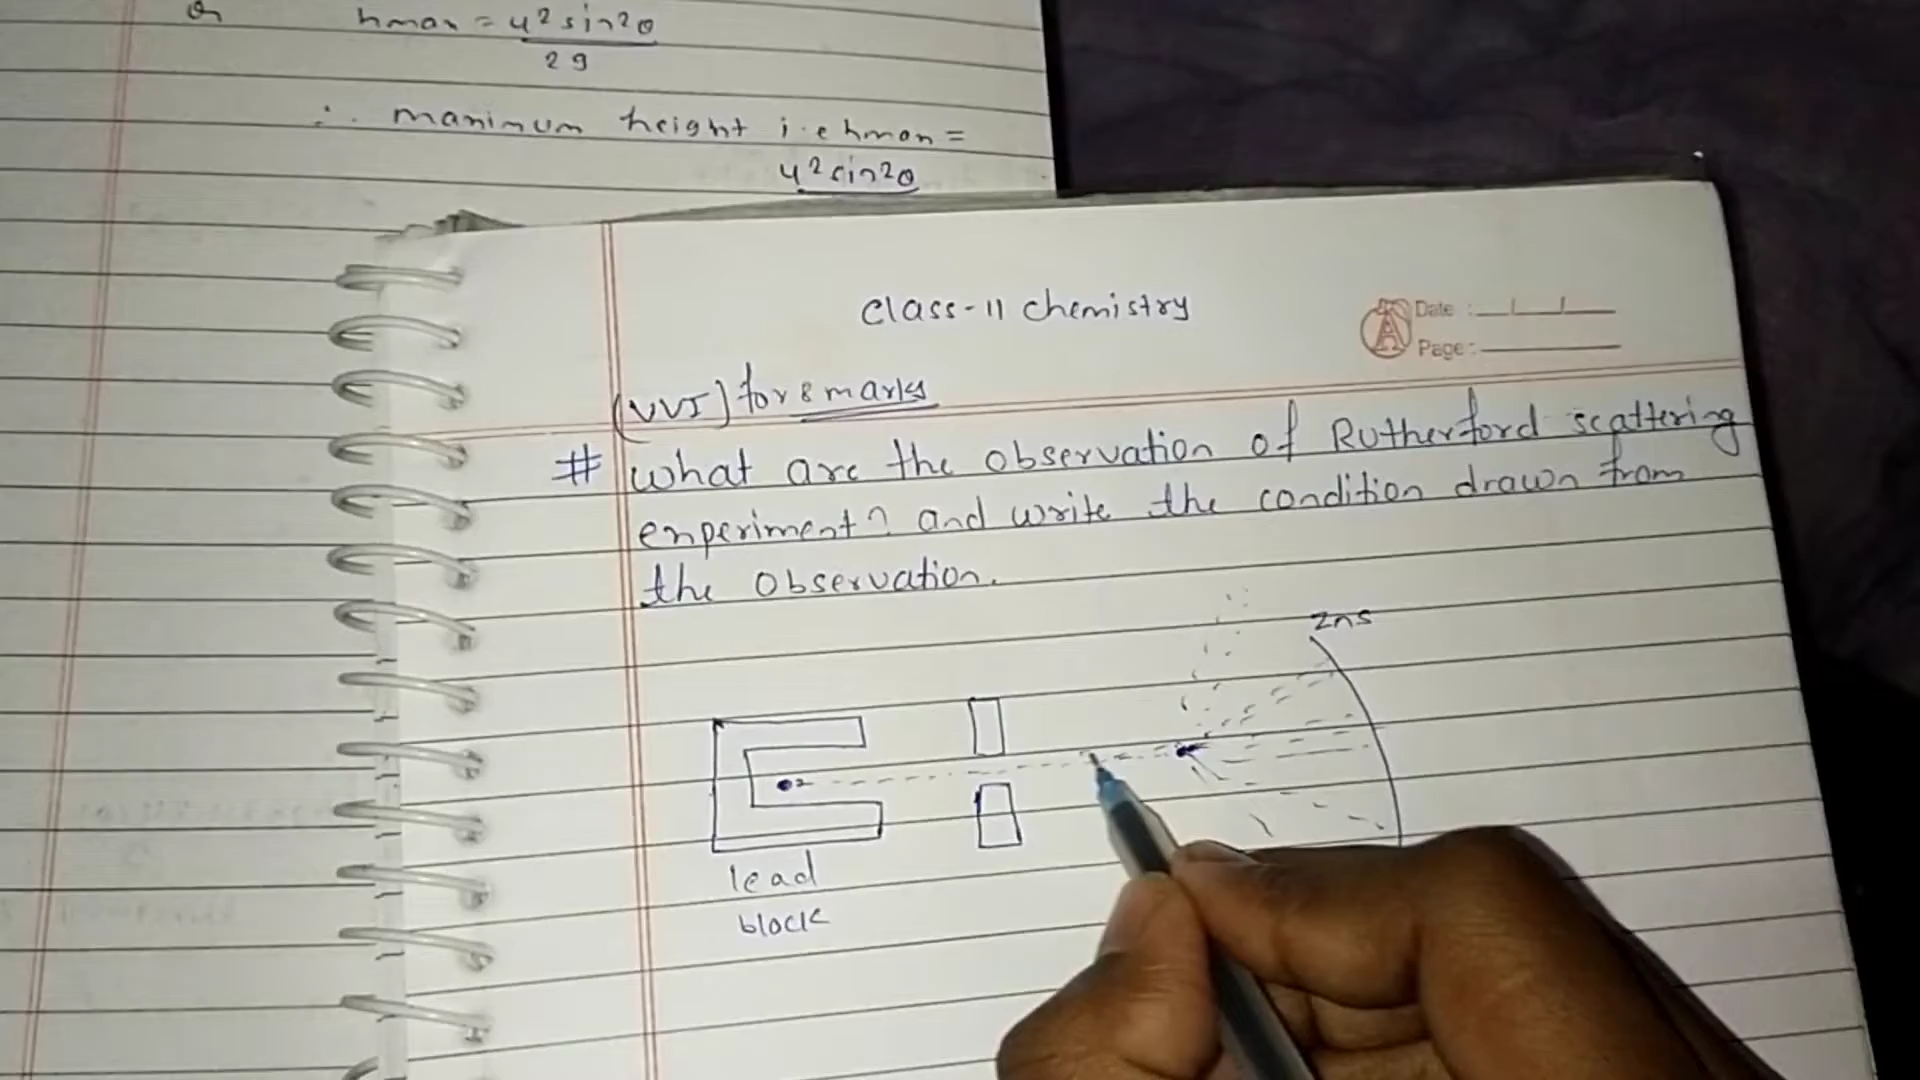 or hmax = u²sin²θ
2g
∴ maximum height i.e hmax =
u²sin²θ
Class-11 chemistry
Date :
Page :
(VVI) for 8 marks
# What are the observation of Rutherford scattering
experiment? and write the condition drawn from
the observation.
ZnS
lead
block